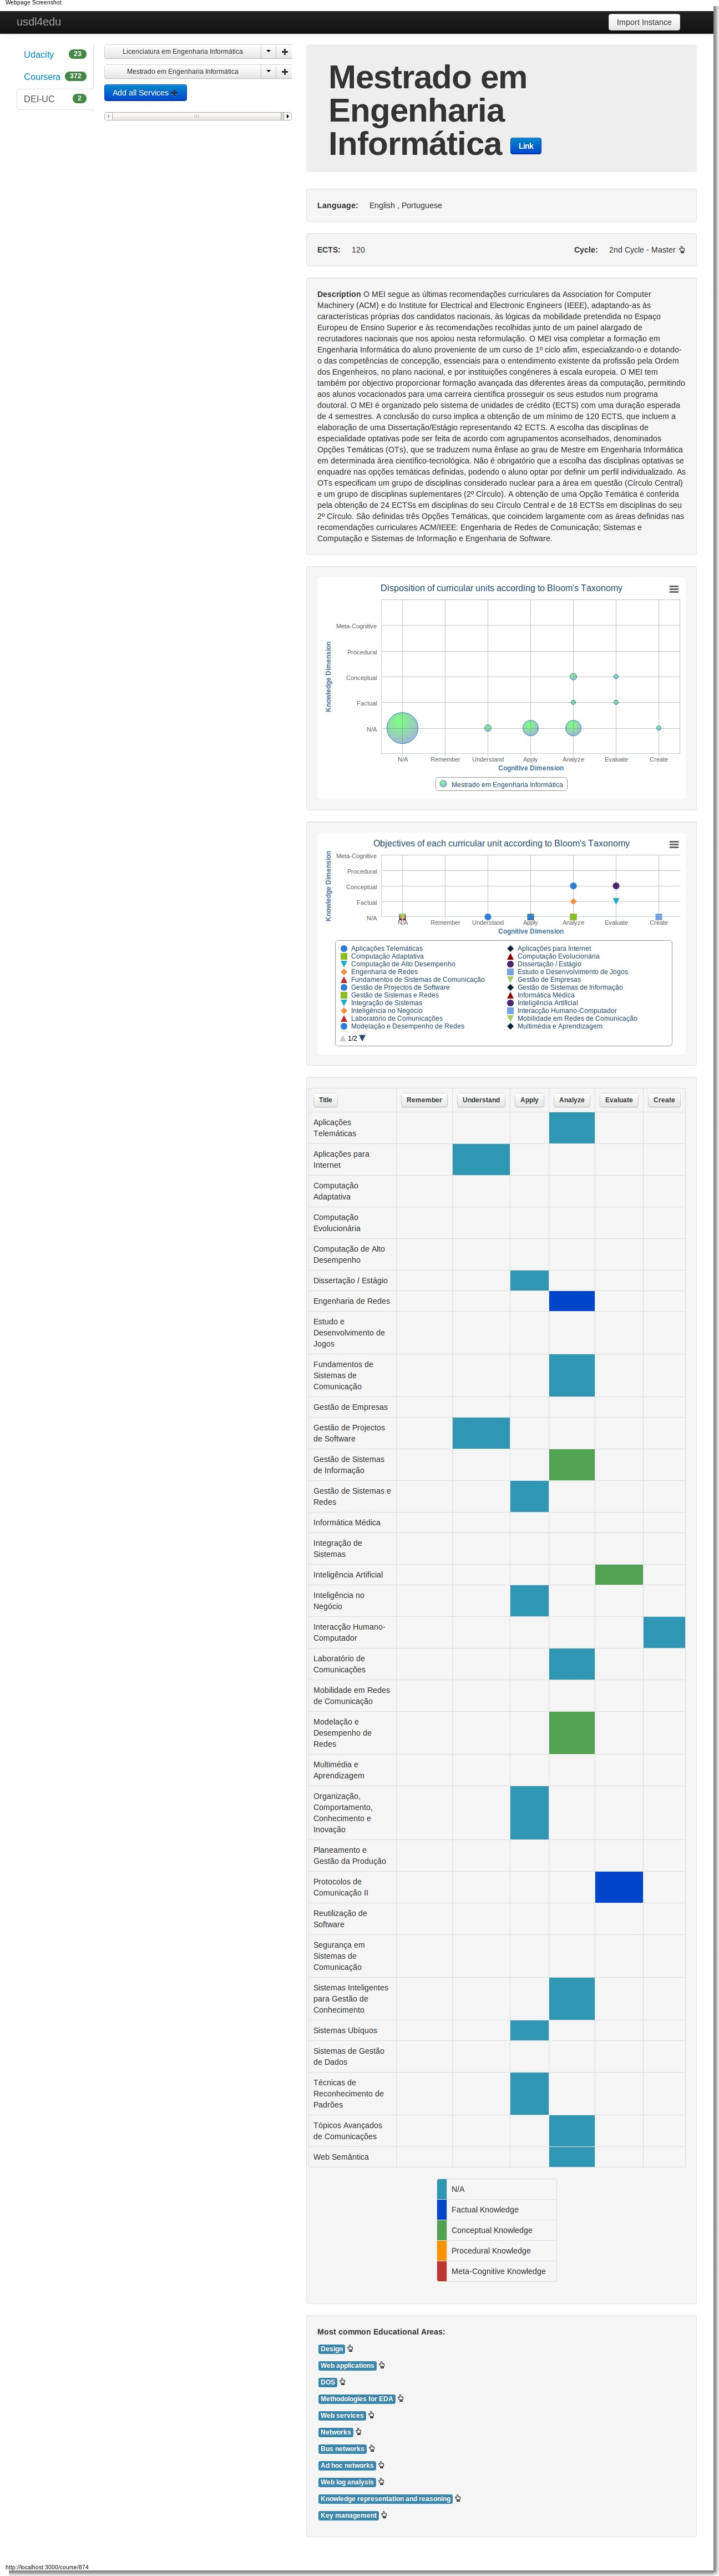 Webpage Screenshot
usdl4edu
Import Instance
Udacity 23
Coursera 372
DEI-UC 2
Licenciatura em Engenharia Informática
Mestrado em Engenharia Informática
Add all Services
Mestrado em
Engenharia
Informática Link
Language: English , Portuguese
ECTS: 120 Cycle: 2nd Cycle - Master
Description O MEI segue as últimas recomendações curriculares da Association for Computer
Machinery (ACM) e do Institute for Electrical and Electronic Engineers (IEEE), adaptando-as às
características próprias dos candidatos nacionais, às lógicas da mobilidade pretendida no Espaço
Europeu de Ensino Superior e às recomendações recolhidas junto de um painel alargado de
recrutadores nacionais que nos apoiou nesta reformulação. O MEI visa completar a formação em
Engenharia Informática do aluno proveniente de um curso de 1º ciclo afim, especializando-o e dotando-
o das competências de concepção, essenciais para o entendimento existente da profissão pela Ordem
dos Engenheiros, no plano nacional, e por instituições congéneres à escala europeia. O MEI tem
também por objetivo proporcionar formação avançada das diferentes áreas da computação, permitindo
aos alunos vocacionados para uma carreira científica prosseguir os seus estudos num programa
doutoral. O MEI é organizado pelo sistema de unidades de crédito (ECTS) com uma duração esperada
de 4 semestres. A conclusão do curso implica a obtenção de um mínimo de 120 ECTS, que incluem a
elaboração de uma Dissertação/Estágio representando 42 ECTS. A escolha das disciplinas de
especialidade optativas pode ser feita de acordo com agrupamentos aconselhados, denominados
Opções Temáticas (OTs), que se traduzem numa ênfase ao grau de Mestre em Engenharia Informática
em determinada área científico-tecnológica. Não é obrigatório que a escolha das disciplinas optativas se
enquadre nas opções temáticas definidas, podendo o aluno optar por definir um perfil individualizado. As
OTs especificam um grupo de disciplinas considerado nuclear para a área em questão (Círculo Central)
e um grupo de disciplinas suplementares (2º Círculo). A obtenção de uma Opção Temática é conferida
pela obtenção de 24 ECTSs em disciplinas do seu Círculo Central e de 18 ECTSs em disciplinas do seu
2º Círculo. São definidas três Opções Temáticas, que coincidem largamente com as áreas definidas nas
recomendações curriculares ACM/IEEE: Engenharia de Redes de Comunicação; Sistemas e
Computação e Sistemas de Informação e Engenharia de Software.
Disposition of curricular units according to Bloom's Taxonomy
Knowledge Dimension
Meta-Cognitive
Procedural
Conceptual
Factual
N/A
N/A Remember Understand Apply Analyze Evaluate Create
Cognitive Dimension
Mestrado em Engenharia Informática
Objectives of each curricular unit according to Bloom's Taxonomy
Knowledge Dimension
Meta-Cognitive
Procedural
Conceptual
Factual
N/A
N/A Remember Understand Apply Analyze Evaluate Create
Cognitive Dimension
Aplicações Telemáticas Aplicações para Internet
Computação Adaptativa Computação Evolucionária
Computação de Alto Desempenho Dissertação / Estágio
Engenharia de Redes Estudo e Desenvolvimento de Jogos
Fundamentos de Sistemas de Comunicação Gestão de Empresas
Gestão de Projectos de Software Gestão de Sistemas de Informação
Gestão de Sistemas e Redes Informática Médica
Integração de Sistemas Inteligência Artificial
Inteligência no Negócio Interacção Humano-Computador
Laboratório de Comunicações Mobilidade em Redes de Comunicação
Modelação e Desempenho de Redes Multimédia e Aprendizagem
1/2
Title Remember Understand Apply Analyze Evaluate Create
Aplicações
Telemáticas
Aplicações para
Internet
Computação
Adaptativa
Computação
Evolucionária
Computação de Alto
Desempenho
Dissertação / Estágio
Engenharia de Redes
Estudo e
Desenvolvimento de
Jogos
Fundamentos de
Sistemas de
Comunicação
Gestão de Empresas
Gestão de Projectos
de Software
Gestão de Sistemas
de Informação
Gestão de Sistemas e
Redes
Informática Médica
Integração de
Sistemas
Inteligência Artificial
Inteligência no
Negócio
Interacção Humano-
Computador
Laboratório de
Comunicações
Mobilidade em Redes
de Comunicação
Modelação e
Desempenho de
Redes
Multimédia e
Aprendizagem
Organização,
Comportamento,
Conhecimento e
Inovação
Planeamento e
Gestão da Produção
Protocolos de
Comunicação II
Reutilização de
Software
Segurança em
Sistemas de
Comunicação
Sistemas Inteligentes
para Gestão de
Conhecimento
Sistemas Ubíquos
Sistemas de Gestão
de Dados
Técnicas de
Reconhecimento de
Padrões
Tópicos Avançados
de Comunicações
Web Semântica
N/A
Factual Knowledge
Conceptual Knowledge
Procedural Knowledge
Meta-Cognitive Knowledge
Most common Educational Areas:
Design
Web applications
DOS
Methodologies for EDA
Web services
Networks
Bus networks
Ad hoc networks
Web log analysis
Knowledge representation and reasoning
Key management
http://localhost:3000/course/874